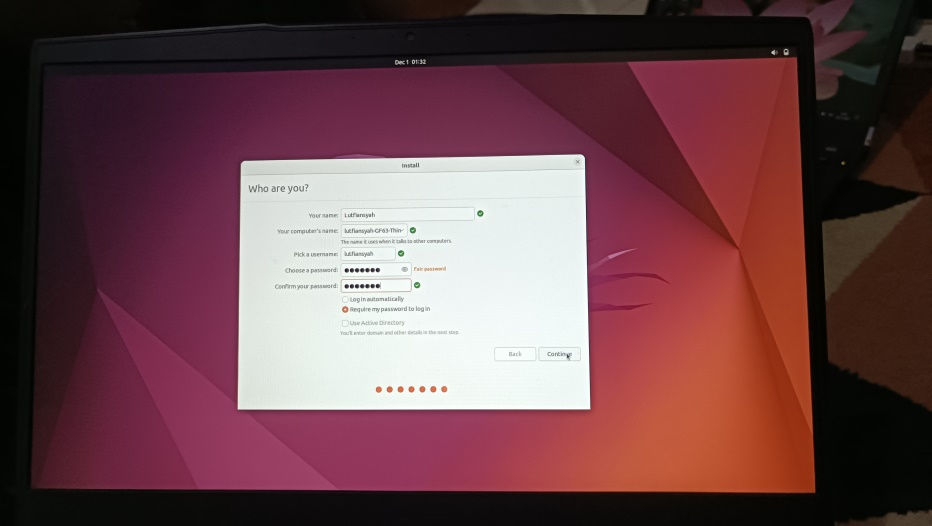 Dec 1 01:32
Install
Who are you?
Your name: Lutfiansyah
Your computer's name: lutfiansyah-GF63-Thin-
The name it uses when it talks to other computers.
Pick a username: lutfiansyah
Choose a password: ●●●●●●● Fair password
Confirm your password: ●●●●●●●
Log in automatically
Require my password to log in
Use Active Directory
You'll enter domain and other details in the next step.
Back Continue